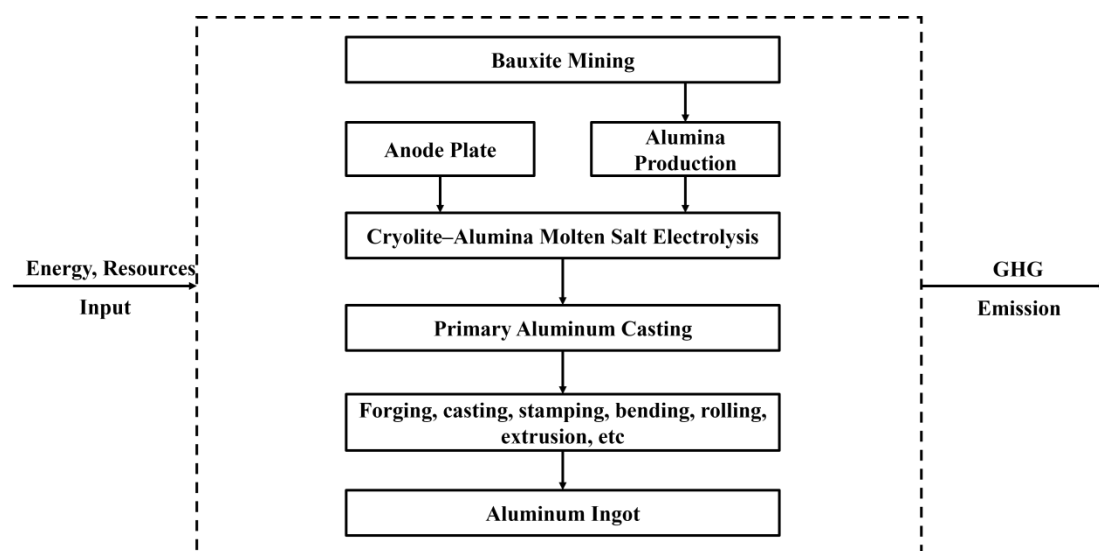 Bauxite Mining
Anode Plate
Alumina
Production
Cryolite–Alumina Molten Salt Electrolysis
Energy, Resources
Input
GHG
Emission
Primary Aluminum Casting
Forging, casting, stamping, bending, rolling,
extrusion, etc
Aluminum Ingot